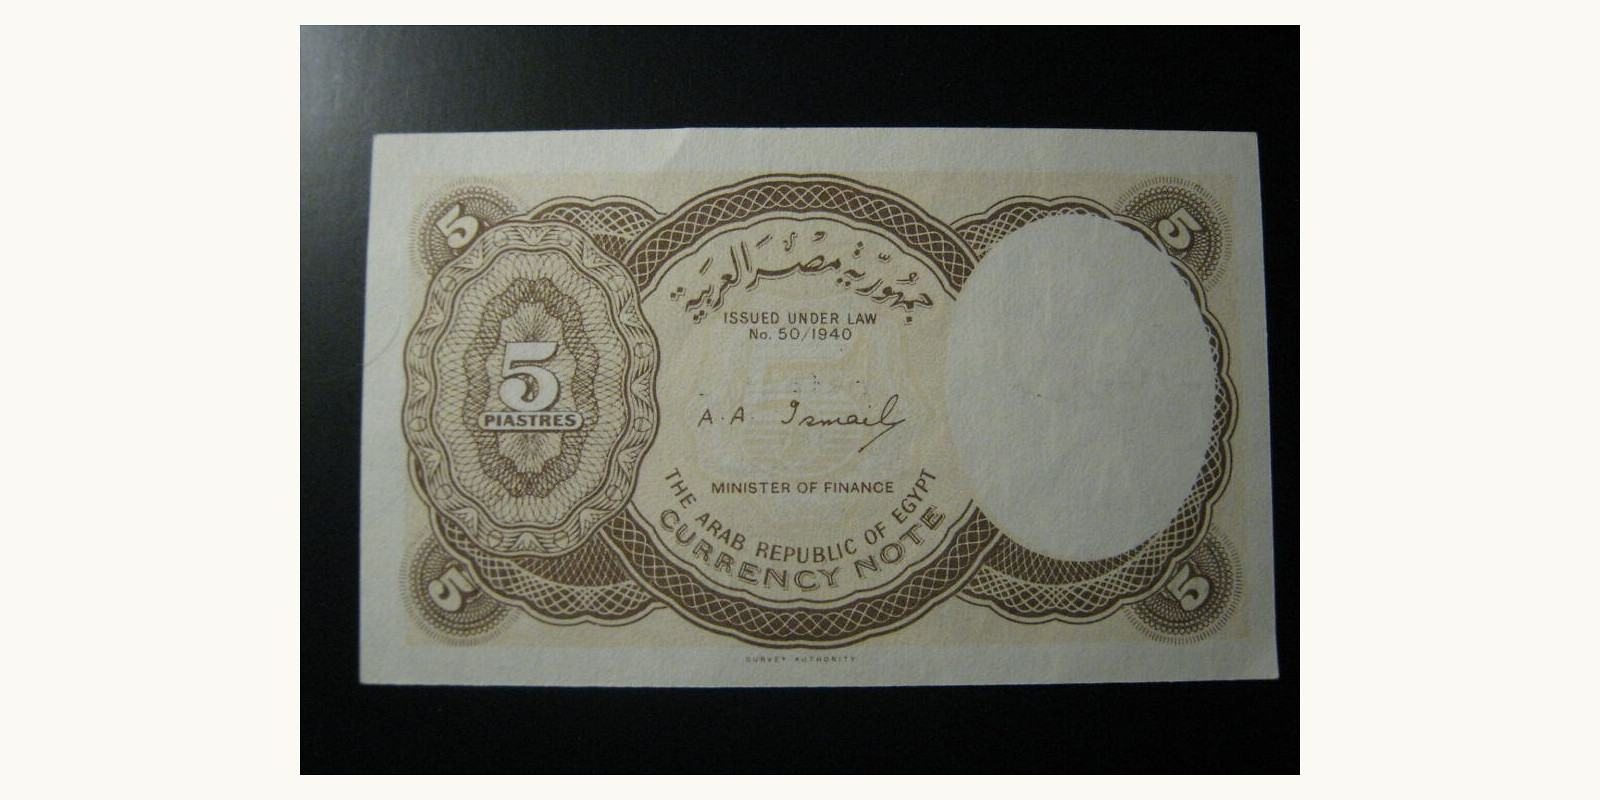 5
5
جمهورية مصر العربية
ISSUED UNDER LAW
No. 50/1940
5
PIASTRES
A. A. Ismail
MINISTER OF FINANCE
THE ARAB REPUBLIC OF EGYPT
CURRENCY NOTE
5
5
SURVEY AUTHORITY